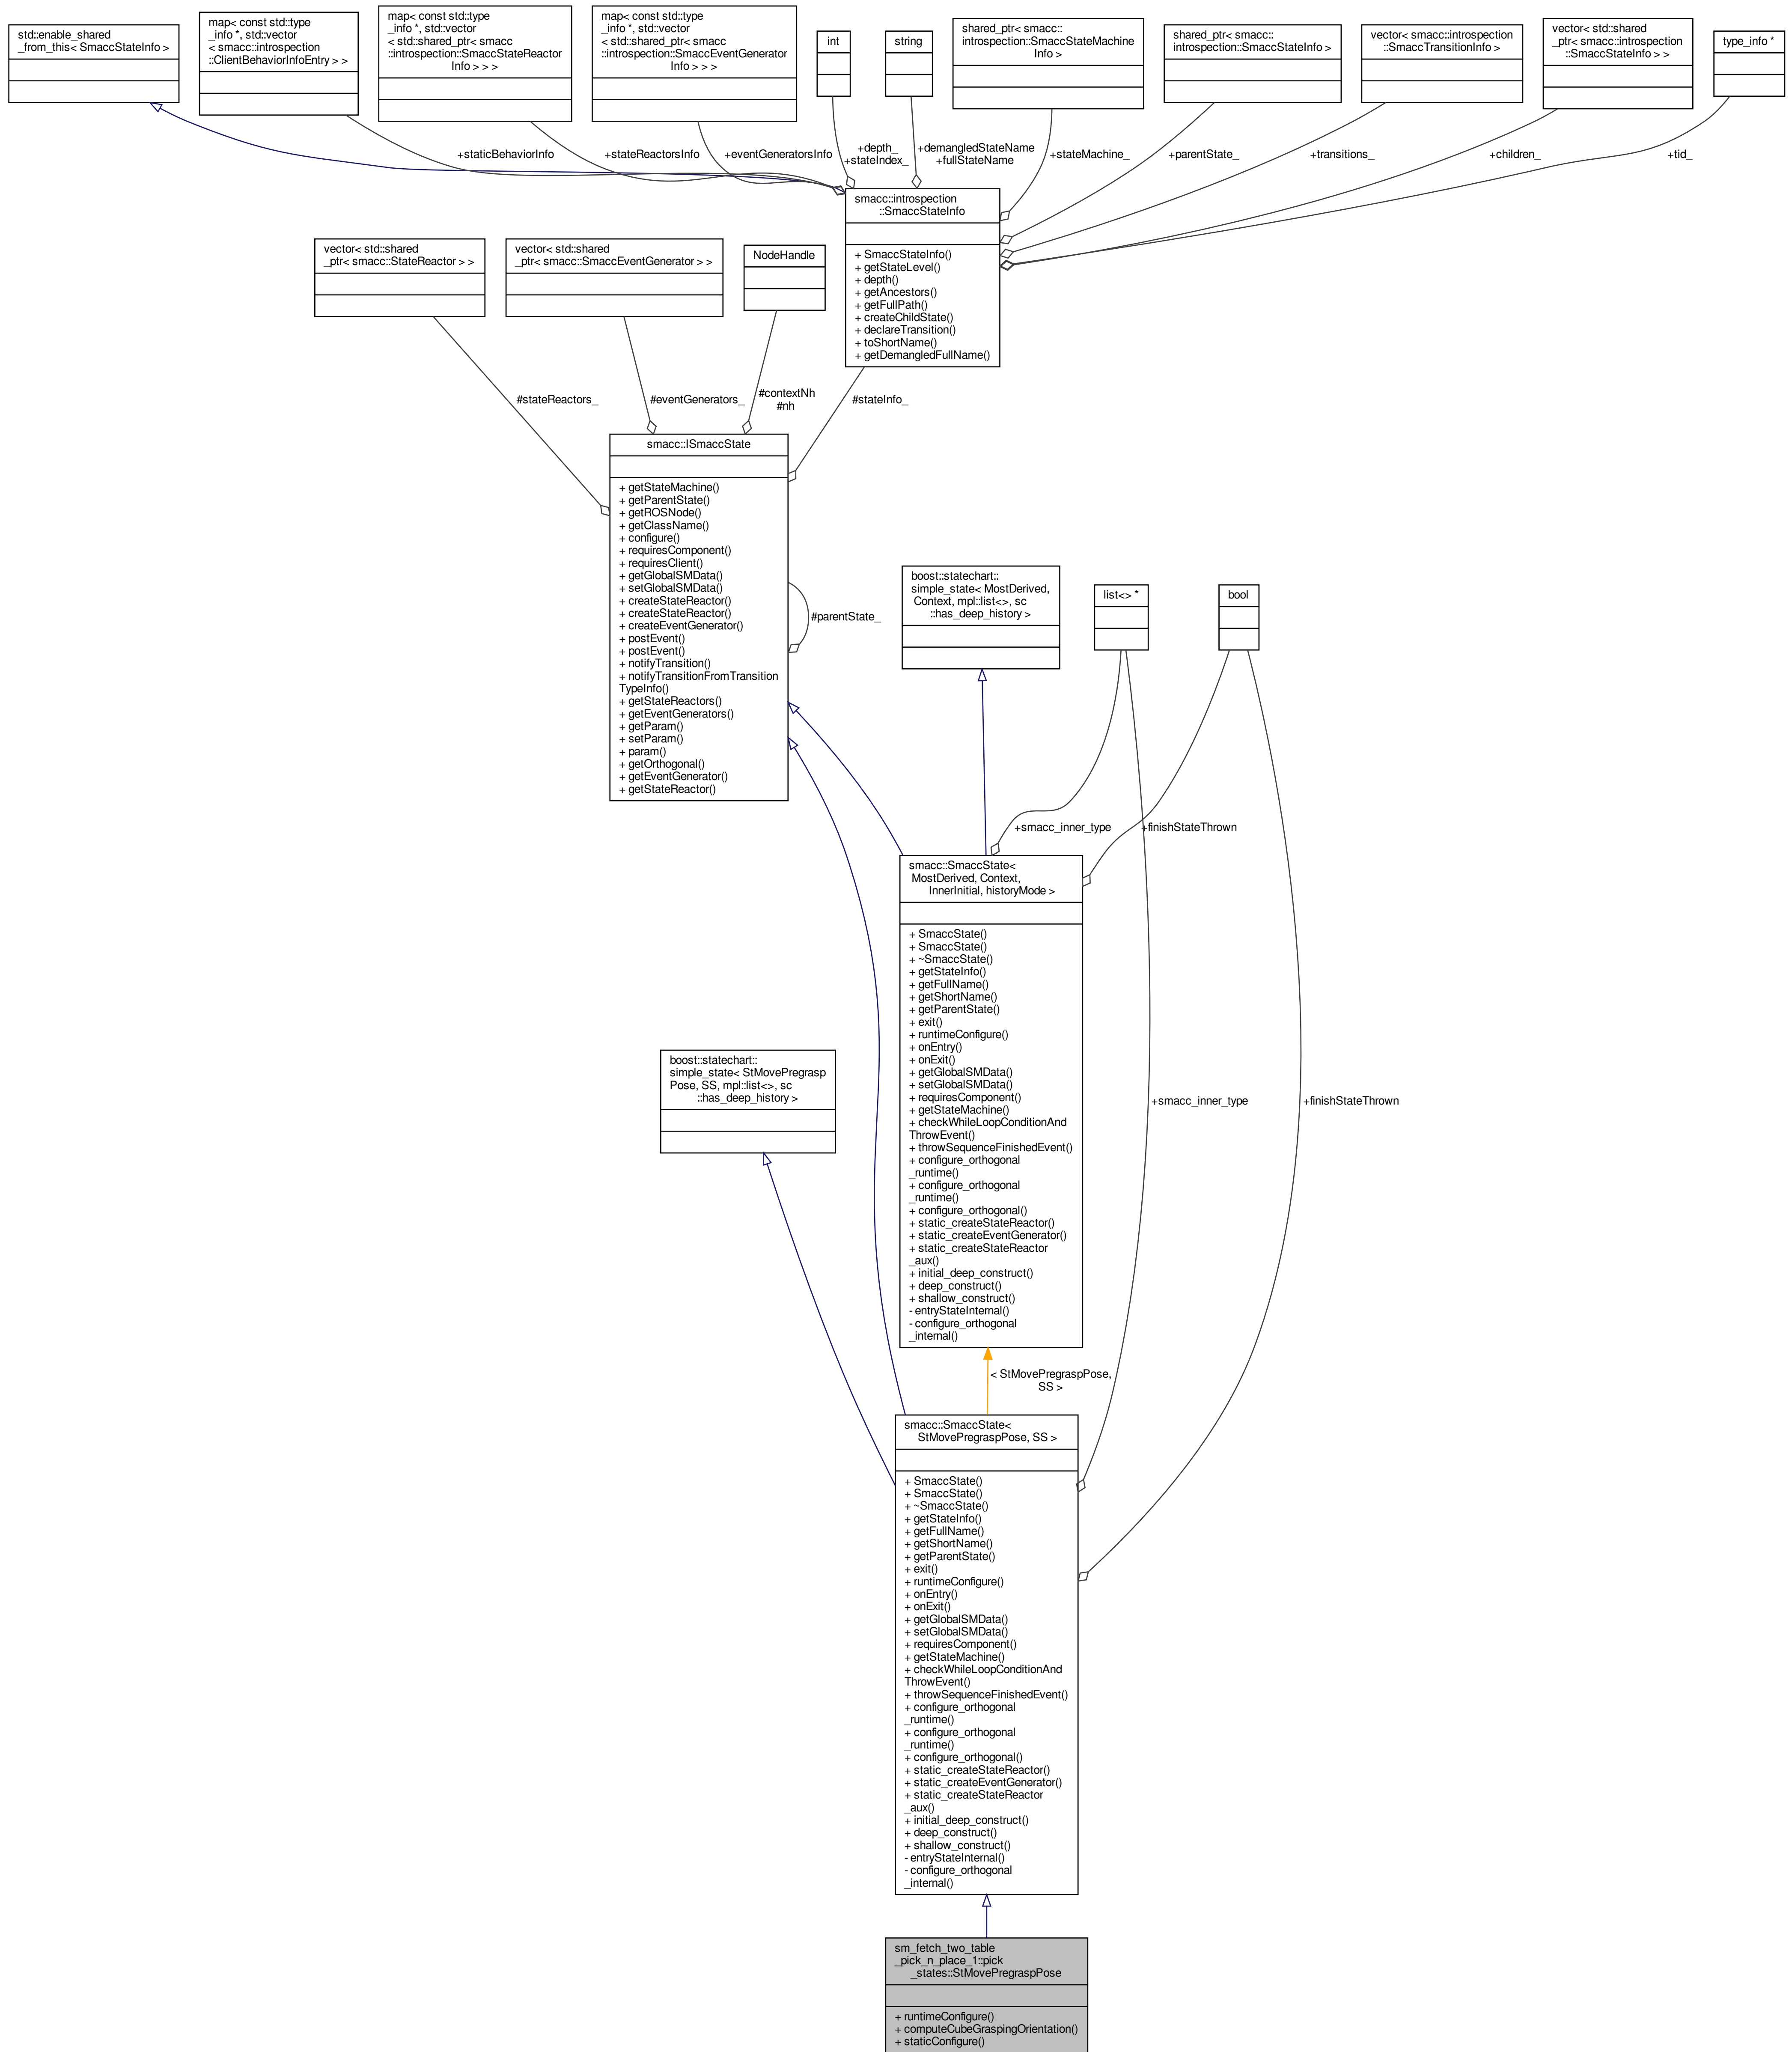 std::enable_shared
_from_this< SmaccStateInfo >
map< const std::type
_info *, std::vector
< smacc::introspection
::ClientBehaviorInfoEntry > >
map< const std::type
_info *, std::vector
< std::shared_ptr< smacc
::introspection::SmaccStateReactor
Info > > >
map< const std::type
_info *, std::vector
< std::shared_ptr< smacc
::introspection::SmaccEventGenerator
Info > > >
int
string
shared_ptr< smacc::
introspection::SmaccStateMachine
Info >
shared_ptr< smacc::
introspection::SmaccStateInfo >
vector< smacc::introspection
::SmaccTransitionInfo >
vector< std::shared
_ptr< smacc::introspection
::SmaccStateInfo > >
type_info *
+staticBehaviorInfo
+stateReactorsInfo
+eventGeneratorsInfo
+depth_
+stateIndex_
+demangledStateName
+fullStateName
+stateMachine_
+parentState_
+transitions_
+children_
+tid_
smacc::introspection
::SmaccStateInfo
+ SmaccStateInfo()
+ getStateLevel()
+ depth()
+ getAncestors()
+ getFullPath()
+ createChildState()
+ declareTransition()
+ toShortName()
+ getDemangledFullName()
vector< std::shared
_ptr< smacc::StateReactor > >
vector< std::shared
_ptr< smacc::SmaccEventGenerator > >
NodeHandle
#stateReactors_
#eventGenerators_
#contextNh
#nh
#stateInfo_
smacc::ISmaccState
+ getStateMachine()
+ getParentState()
+ getROSNode()
+ getClassName()
+ configure()
+ requiresComponent()
+ requiresClient()
+ getGlobalSMData()
+ setGlobalSMData()
+ createStateReactor()
+ createStateReactor()
+ createEventGenerator()
+ postEvent()
+ postEvent()
+ notifyTransition()
+ notifyTransitionFromTransition
TypeInfo()
+ getStateReactors()
+ getEventGenerators()
+ getParam()
+ setParam()
+ param()
+ getOrthogonal()
+ getEventGenerator()
+ getStateReactor()
#parentState_
boost::statechart::
simple_state< MostDerived,
Context, mpl::list<>, sc
::has_deep_history >
list<> *
bool
+smacc_inner_type
+finishStateThrown
smacc::SmaccState<
MostDerived, Context,
InnerInitial, historyMode >
+ SmaccState()
+ SmaccState()
+ ~SmaccState()
+ getStateInfo()
+ getFullName()
+ getShortName()
+ getParentState()
+ exit()
+ runtimeConfigure()
+ onEntry()
+ onExit()
+ getGlobalSMData()
+ setGlobalSMData()
+ requiresComponent()
+ getStateMachine()
+ checkWhileLoopConditionAnd
ThrowEvent()
+ throwSequenceFinishedEvent()
+ configure_orthogonal
_runtime()
+ configure_orthogonal
_runtime()
+ configure_orthogonal()
+ static_createStateReactor()
+ static_createEventGenerator()
+ static_createStateReactor
_aux()
+ initial_deep_construct()
+ deep_construct()
+ shallow_construct()
- entryStateInternal()
- configure_orthogonal
_internal()
boost::statechart::
simple_state< StMovePregrasp
Pose, SS, mpl::list<>, sc
::has_deep_history >
+smacc_inner_type
+finishStateThrown
< StMovePregraspPose,
SS >
smacc::SmaccState<
StMovePregraspPose, SS >
+ SmaccState()
+ SmaccState()
+ ~SmaccState()
+ getStateInfo()
+ getFullName()
+ getShortName()
+ getParentState()
+ exit()
+ runtimeConfigure()
+ onEntry()
+ onExit()
+ getGlobalSMData()
+ setGlobalSMData()
+ requiresComponent()
+ getStateMachine()
+ checkWhileLoopConditionAnd
ThrowEvent()
+ throwSequenceFinishedEvent()
+ configure_orthogonal
_runtime()
+ configure_orthogonal
_runtime()
+ configure_orthogonal()
+ static_createStateReactor()
+ static_createEventGenerator()
+ static_createStateReactor
_aux()
+ initial_deep_construct()
+ deep_construct()
+ shallow_construct()
- entryStateInternal()
- configure_orthogonal
_internal()
sm_fetch_two_table
_pick_n_place_1::pick
_states::StMovePregraspPose
+ runtimeConfigure()
+ computeCubeGraspingOrientation()
+ staticConfigure()